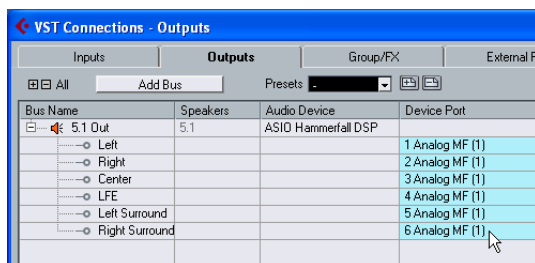 VST Connections - Outputs
Inputs Outputs Group/FX External F
All Add Bus Presets -
Bus Name Speakers Audio Device Device Port
5.1 Out 5.1 ASIO Hammerfall DSP
Left 1 Analog MF (1)
Right 2 Analog MF (1)
Center 3 Analog MF (1)
LFE 4 Analog MF (1)
Left Surround 5 Analog MF (1)
Right Surround 6 Analog MF (1)